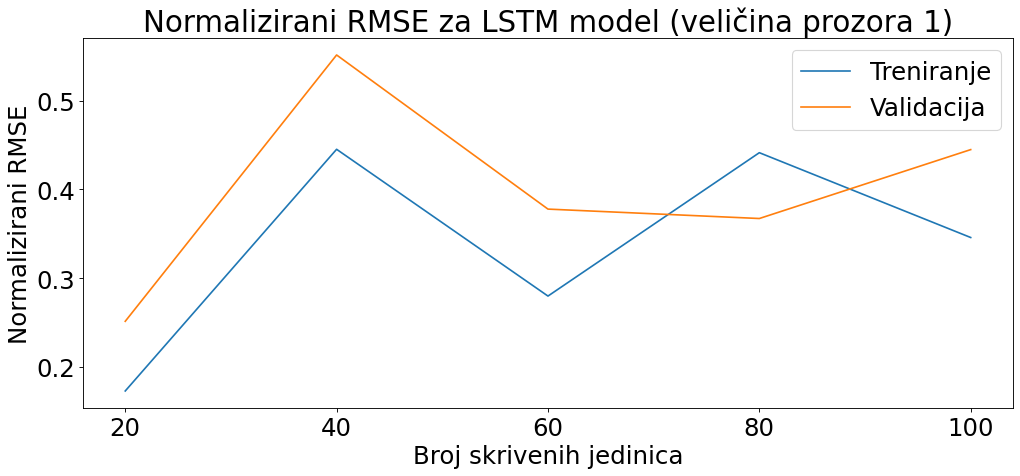 Normalizirani RMSE za LSTM model (veličina prozora 1)
Treniranje
Validacija
Normalizirani RMSE
0.5
0.4
0.3
0.2
20 40 60 80 100
Broj skrivenih jedinica